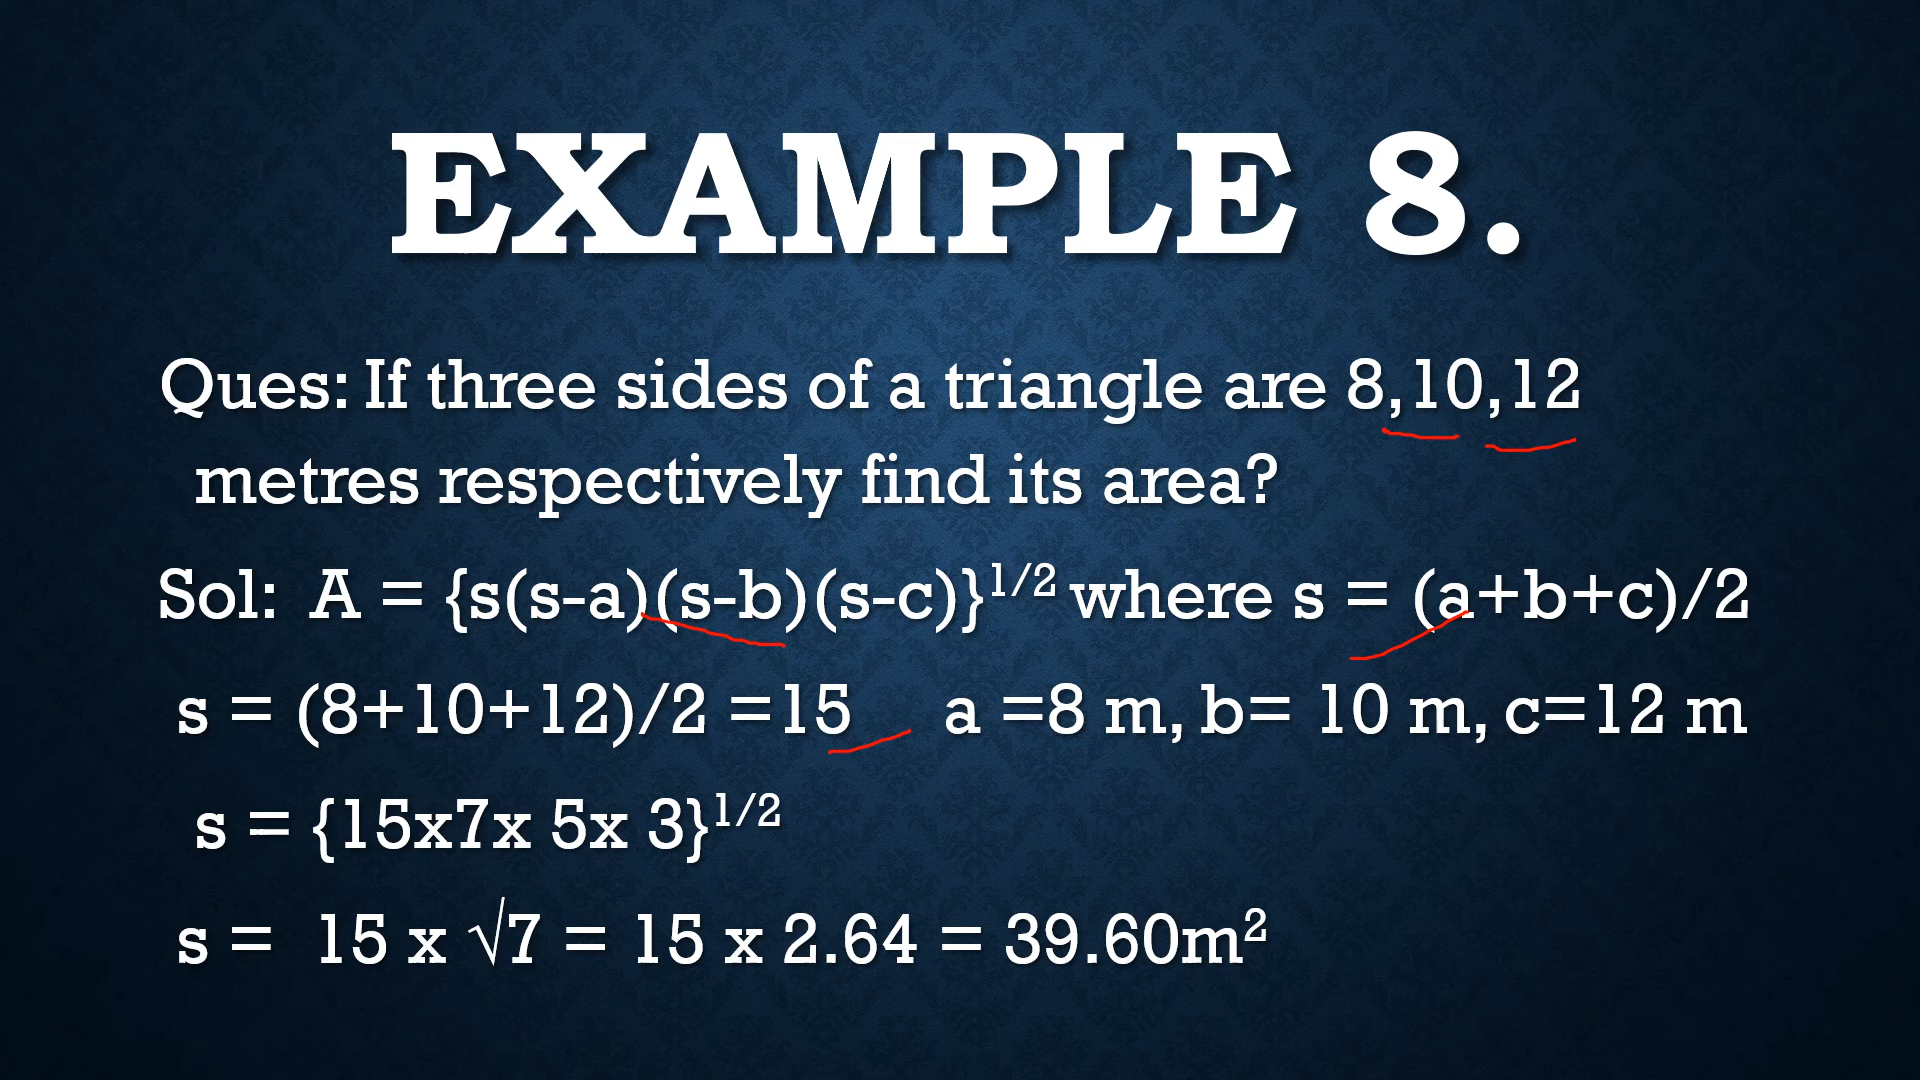 EXAMPLE 8.
Ques: If three sides of a triangle are 8,10,12
metres respectively find its area?
Sol: A = {s(s-a)(s-b)(s-c)}¹/² where s = (a+b+c)/2
s = (8+10+12)/2 =15 a =8 m, b= 10 m, c=12 m
s = {15x7x 5x 3}¹/²
s = 15 x √7 = 15 x 2.64 = 39.60m²